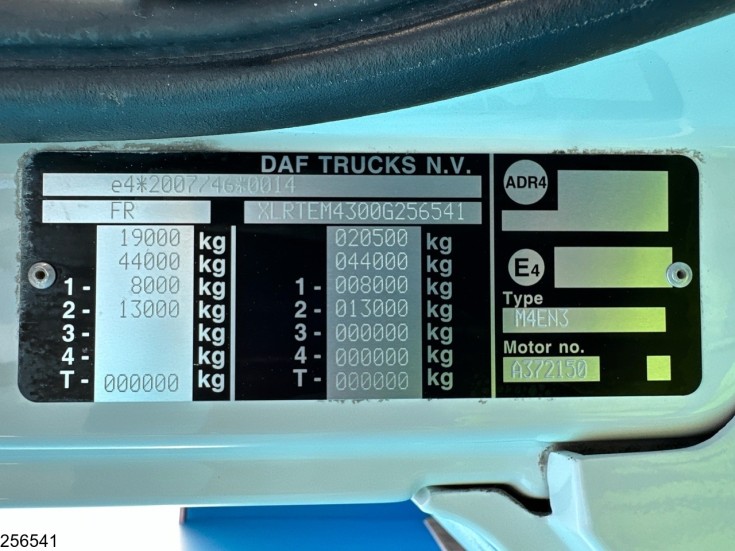 DAF TRUCKS N.V.
e4*2007/46*0014
FR XLRTEM4300G256541
19000 kg 020500 kg
44000 kg 044000 kg
1- 8000 kg 1- 008000 kg
2- 13000 kg 2- 013000 kg
3- kg 3- 000000 kg
4- kg 4- 000000 kg
T- 000000 kg T- 000000 kg
ADR4
E4
Type
M4EN3
Motor no.
A372150
256541